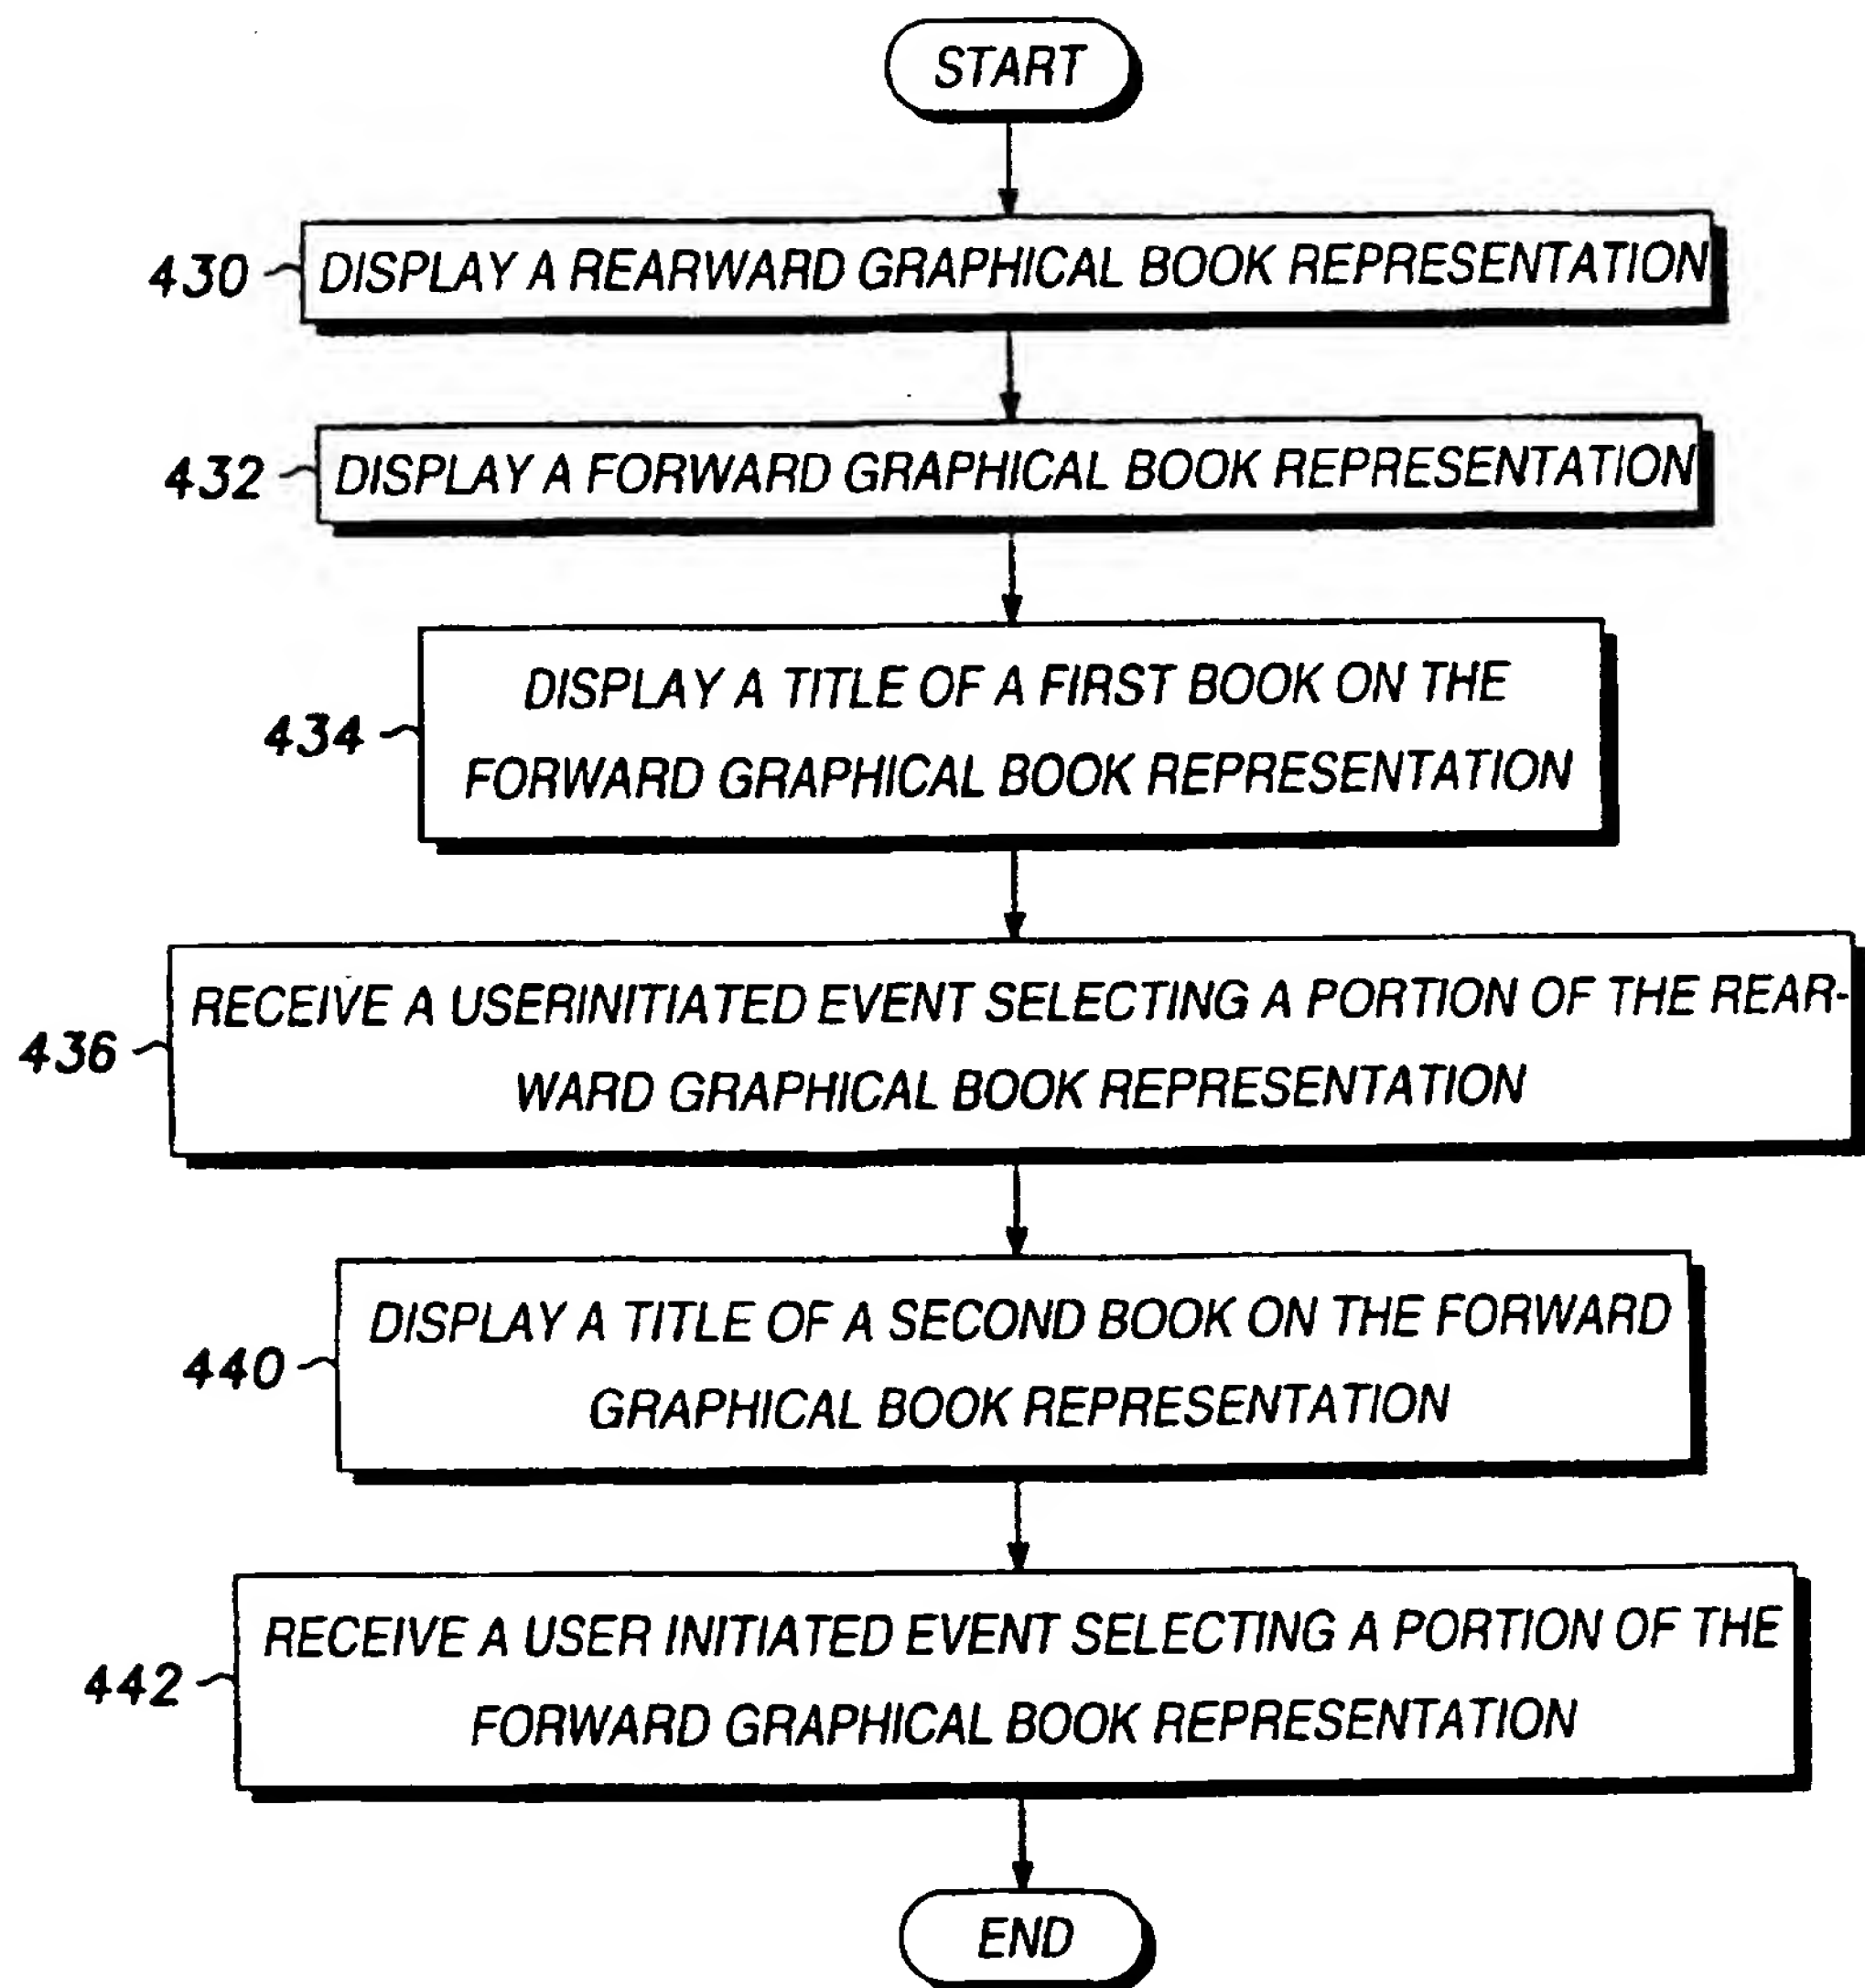 START
430 DISPLAY A REARWARD GRAPHICAL BOOK REPRESENTATION
432 DISPLAY A FORWARD GRAPHICAL BOOK REPRESENTATION
434 DISPLAY A TITLE OF A FIRST BOOK ON THE
FORWARD GRAPHICAL BOOK REPRESENTATION
436 RECEIVE A USERINITIATED EVENT SELECTING A PORTION OF THE REAR-
WARD GRAPHICAL BOOK REPRESENTATION
440 DISPLAY A TITLE OF A SECOND BOOK ON THE FORWARD
GRAPHICAL BOOK REPRESENTATION
442 RECEIVE A USER INITIATED EVENT SELECTING A PORTION OF THE
FORWARD GRAPHICAL BOOK REPRESENTATION
END